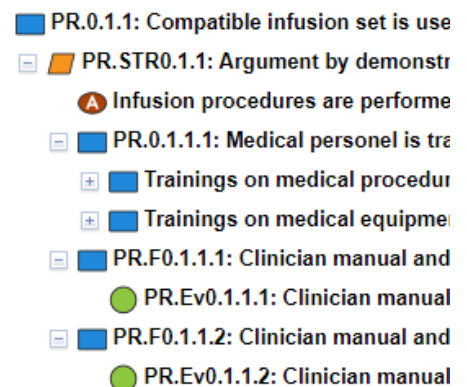 PR.0.1.1: Compatible infusion set is use
PR.STR0.1.1: Argument by demonstr
A Infusion procedures are performe
PR.0.1.1.1: Medical personel is tra
Trainings on medical procedur
Trainings on medical equipmen
PR.F0.1.1.1: Clinician manual and
PR.Ev0.1.1.1: Clinician manual
PR.F0.1.1.2: Clinician manual and
PR.Ev0.1.1.2: Clinician manual